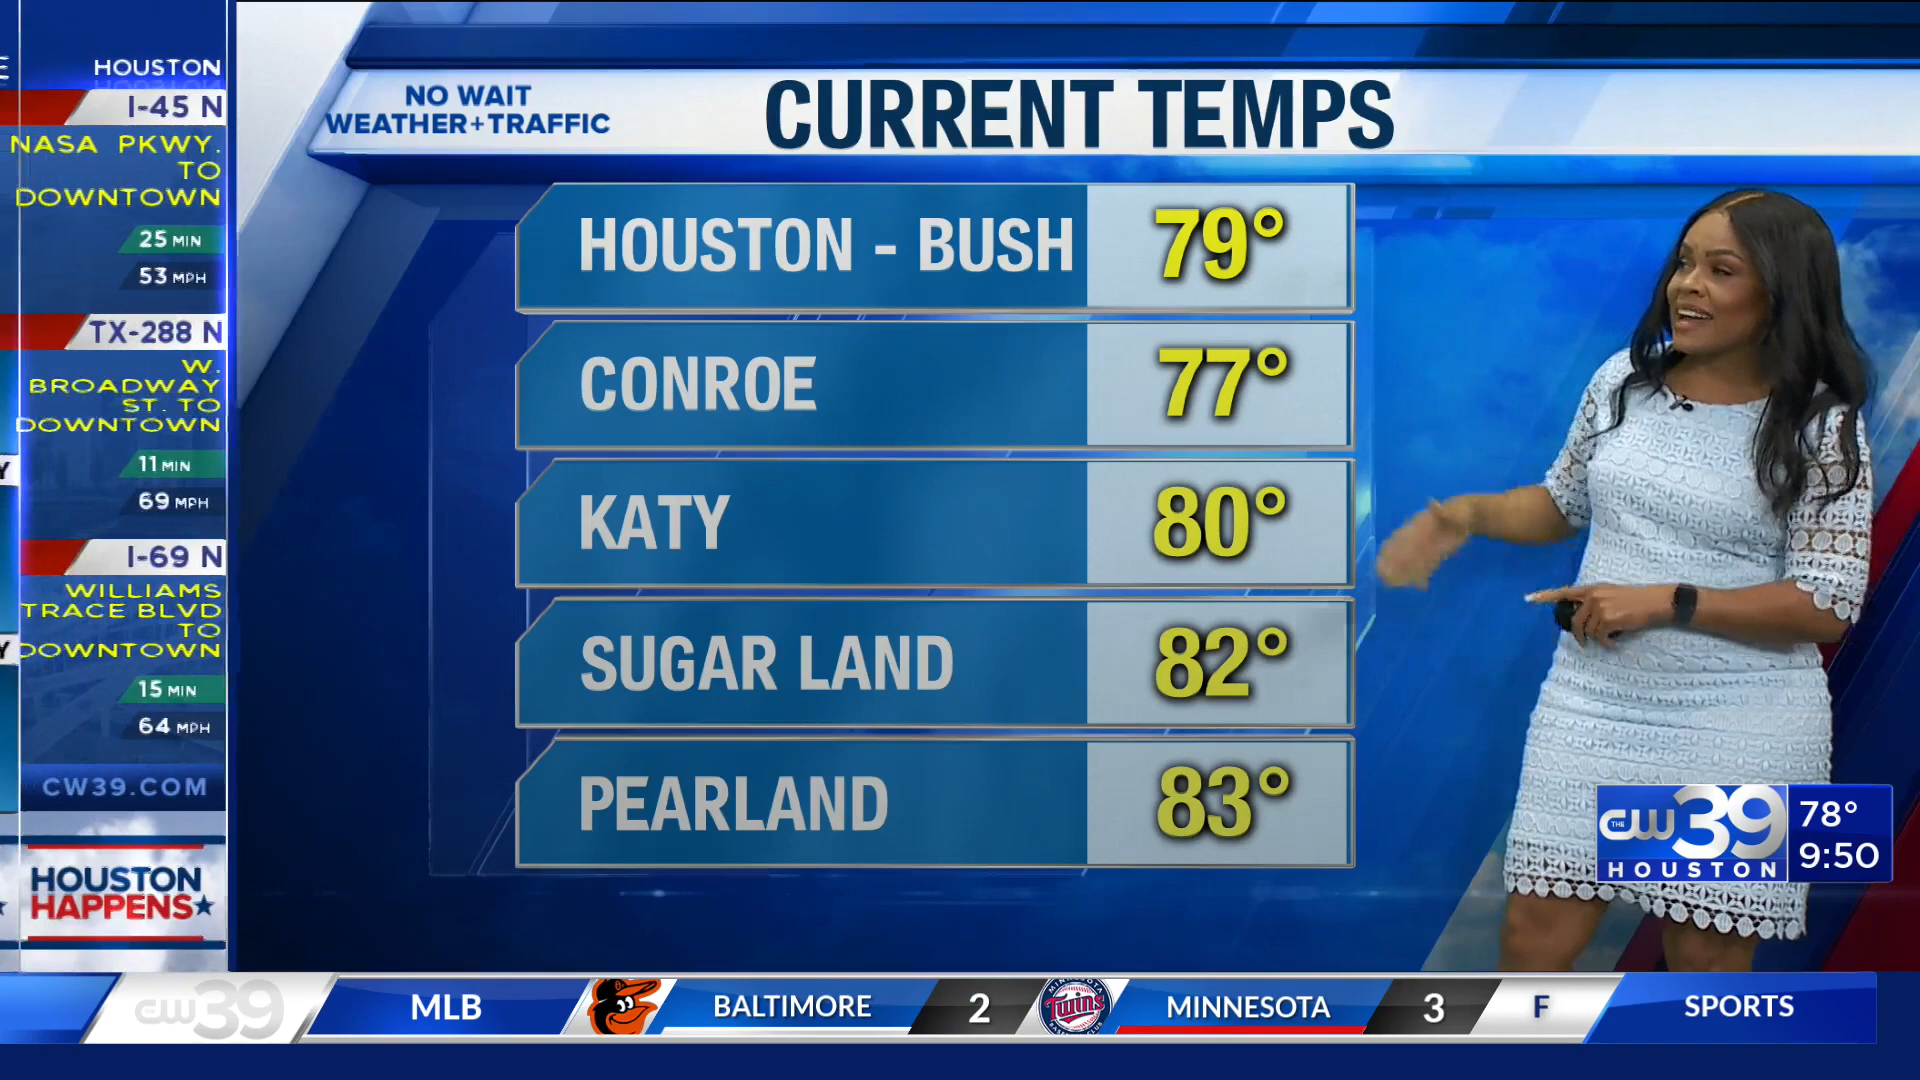 HOUSTON
I-45 N
NASA PKWY.
TO
DOWNTOWN
25 MIN
53 MPH
TX-288 N
W.
BROADWAY
ST. TO
DOWNTOWN
11 MIN
69 MPH
I-69 N
WILLIAMS
TRACE BLVD
TO
DOWNTOWN
15 MIN
64 MPH
CW39.COM
HOUSTON
HAPPENS
NO WAIT
WEATHER+TRAFFIC
CURRENT TEMPS
HOUSTON - BUSH 79°
CONROE 77°
KATY 80°
SUGAR LAND 82°
PEARLAND 83°
THE CW39
HOUSTON
78°
9:50
CW39 MLB BALTIMORE 2 MINNESOTA TWINS MINNESOTA 3 F SPORTS